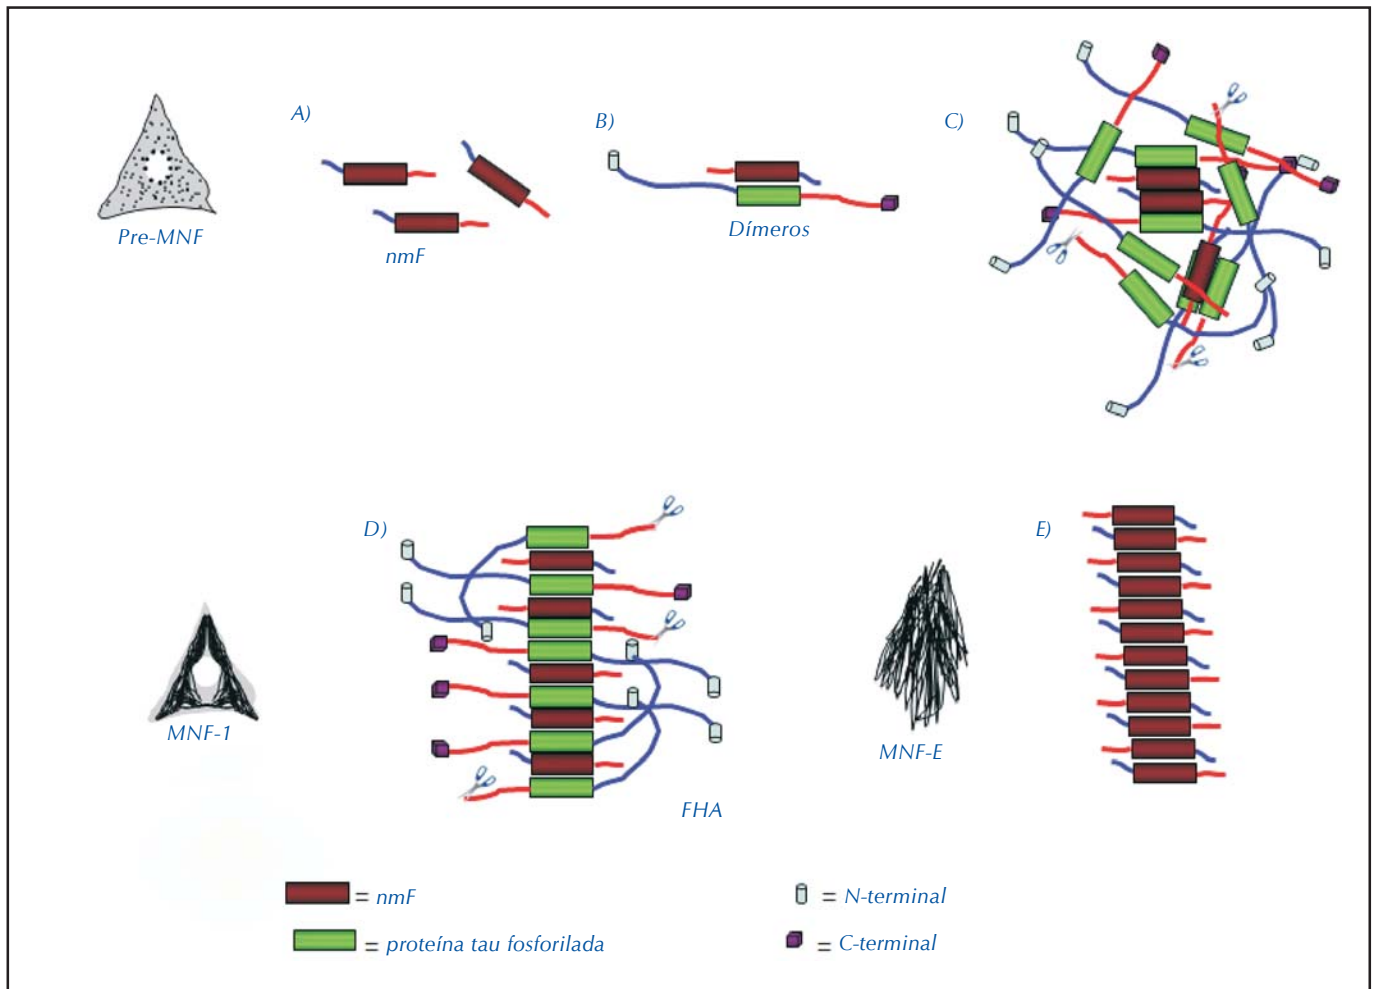 A)
B)
C)
Pre-MNF
nmF
Dímeros
D)
E)
MNF-1
MNF-E
FHA
= nmF
= N-terminal
= proteína tau fosforilada
= C-terminal